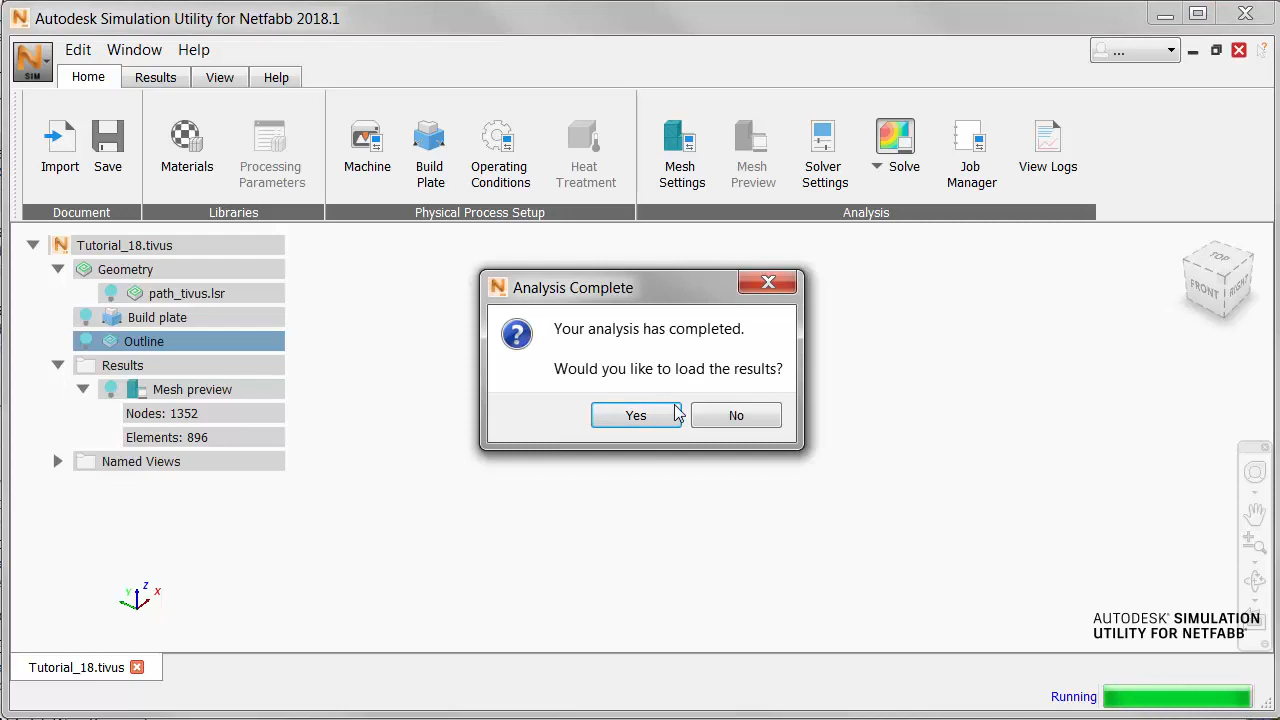 Autodesk Simulation Utility for Netfabb 2018.1
SIM
Edit Window Help
...
Home Results View Help
Import
Save
Materials
Processing
Parameters
Machine
Build
Plate
Operating
Conditions
Heat
Treatment
Mesh
Settings
Mesh
Preview
Solver
Settings
Solve
Job
Manager
View Logs
Document
Libraries
Physical Process Setup
Analysis
Tutorial_18.tivus
Geometry
path_tivus.lsr
Build plate
Outline
Results
Mesh preview
Nodes: 1352
Elements: 896
Named Views
Analysis Complete
Your analysis has completed.
Would you like to load the results?
Yes
No
TOP
FRONT
RIGHT
Z
Y
X
AUTODESK® SIMULATION
UTILITY FOR NETFABB®
Tutorial_18.tivus
Running